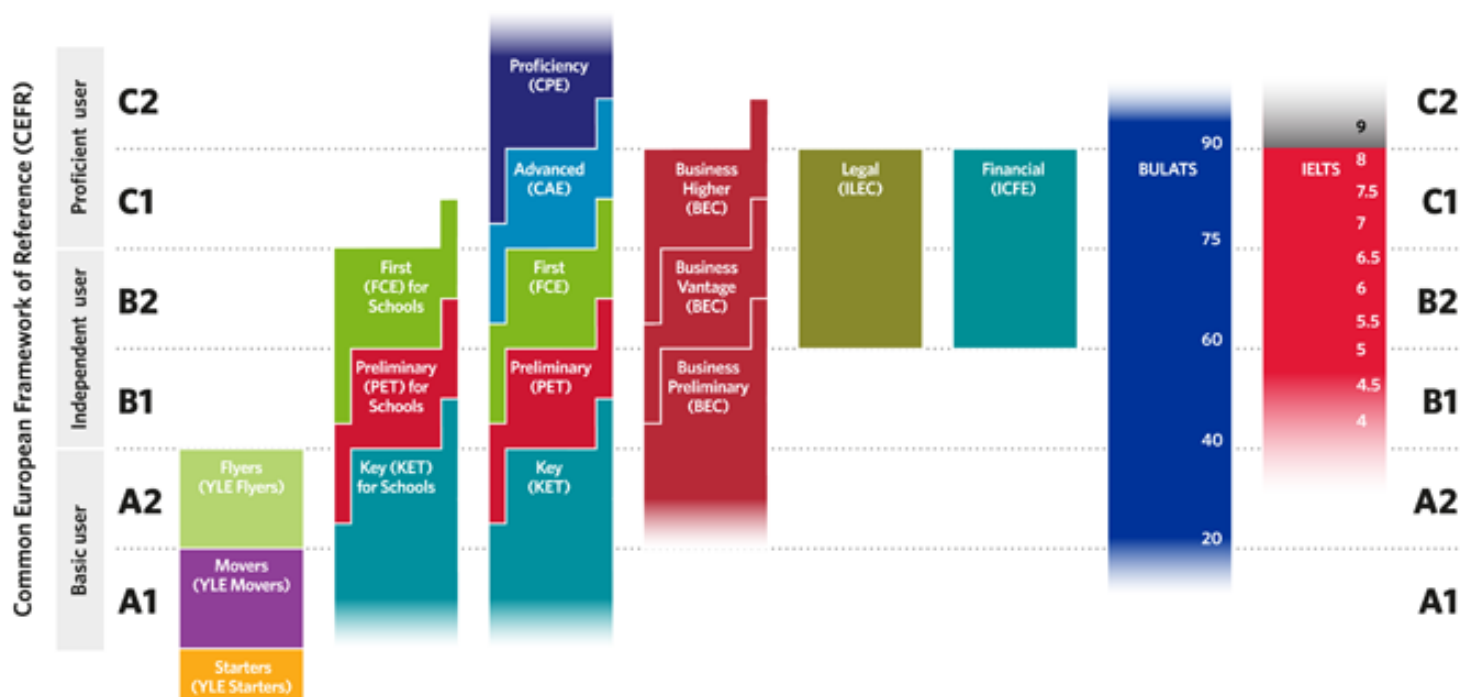 Common European Framework of Reference (CEFR)
Proficient user
Independent user
Basic user
C2
C1
B2
B1
A2
A1
Flyers
(YLE Flyers)
Movers
(YLE Movers)
Starters
(YLE Starters)
First
(FCE) for
Schools
Preliminary
(PET) for
Schools
Key (KET)
for Schools
Proficiency
(CPE)
Advanced
(CAE)
First
(FCE)
Preliminary
(PET)
Key
(KET)
Business
Higher
(BEC)
Business
Vantage
(BEC)
Business
Preliminary
(BEC)
Legal
(ILEC)
Financial
(ICFE)
BULATS
90
75
60
40
20
IELTS
9
8
7.5
7
6.5
6
5.5
5
4.5
4
C2
C1
B2
B1
A2
A1